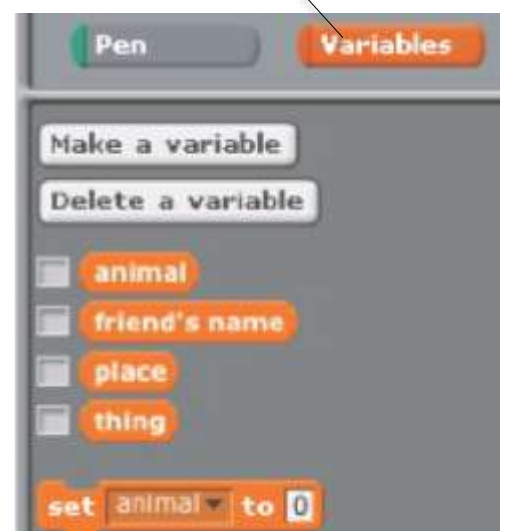 Pen Variables
Make a variable
Delete a variable
animal
friend's name
place
thing
set animal to 0